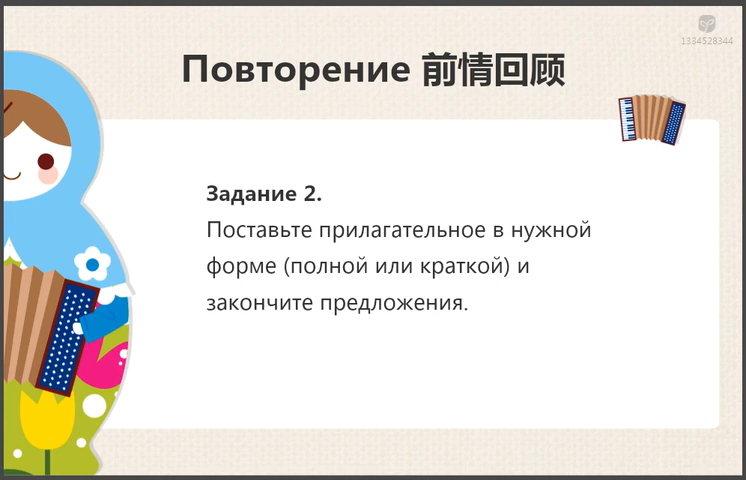 1334528344
Повторение 前情回顾
Задание 2.
Поставьте прилагательное в нужной
форме (полной или краткой) и
закончите предложения.